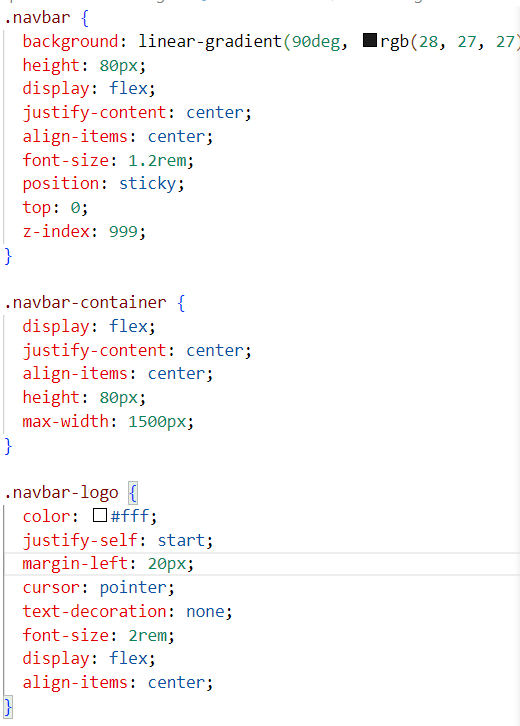 .navbar {
background: linear-gradient(90deg, rgb(28, 27, 27)
height: 80px;
display: flex;
justify-content: center;
align-items: center;
font-size: 1.2rem;
position: sticky;
top: 0;
z-index: 999;
}
.navbar-container {
display: flex;
justify-content: center;
align-items: center;
height: 80px;
max-width: 1500px;
}
.navbar-logo {
color: #fff;
justify-self: start;
margin-left: 20px;
cursor: pointer;
text-decoration: none;
font-size: 2rem;
display: flex;
align-items: center;
}